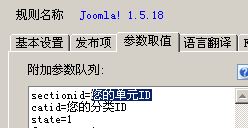 规则名称 Joomla! 1.5.18
基本设置 发布项 参数取值 语言翻译
附加参数队列:
sectionid=您的单元ID
catid=您的分类ID
state=1